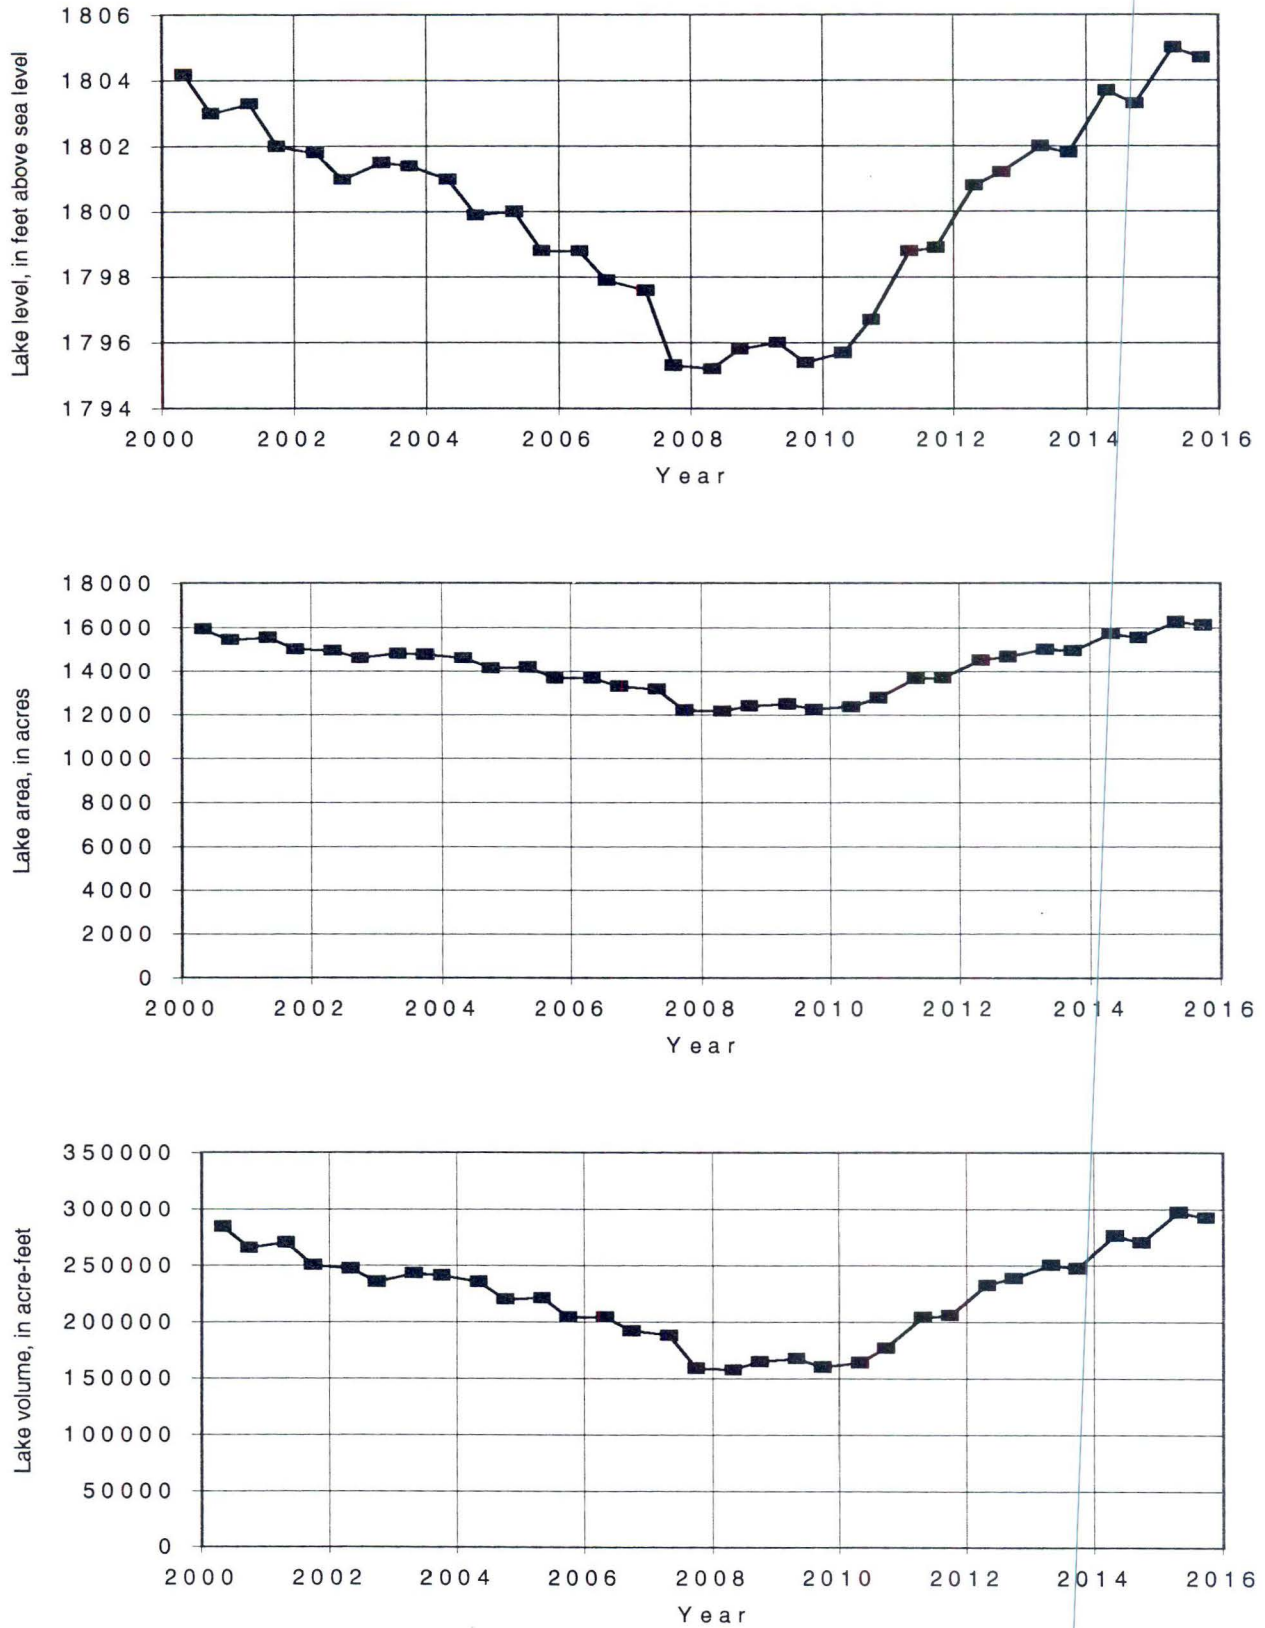 1806
1804
1802
1800
1798
1796
1794
Lake level, in feet above sea level
2000 2002 2004 2006 2008 2010 2012 2014 2016
Year
18000
16000
14000
12000
10000
8000
6000
4000
2000
0
Lake area, in acres
2000 2002 2004 2006 2008 2010 2012 2014 2016
Year
350000
300000
250000
200000
150000
100000
50000
0
Lake volume, in acre-feet
2000 2002 2004 2006 2008 2010 2012 2014 2016
Year